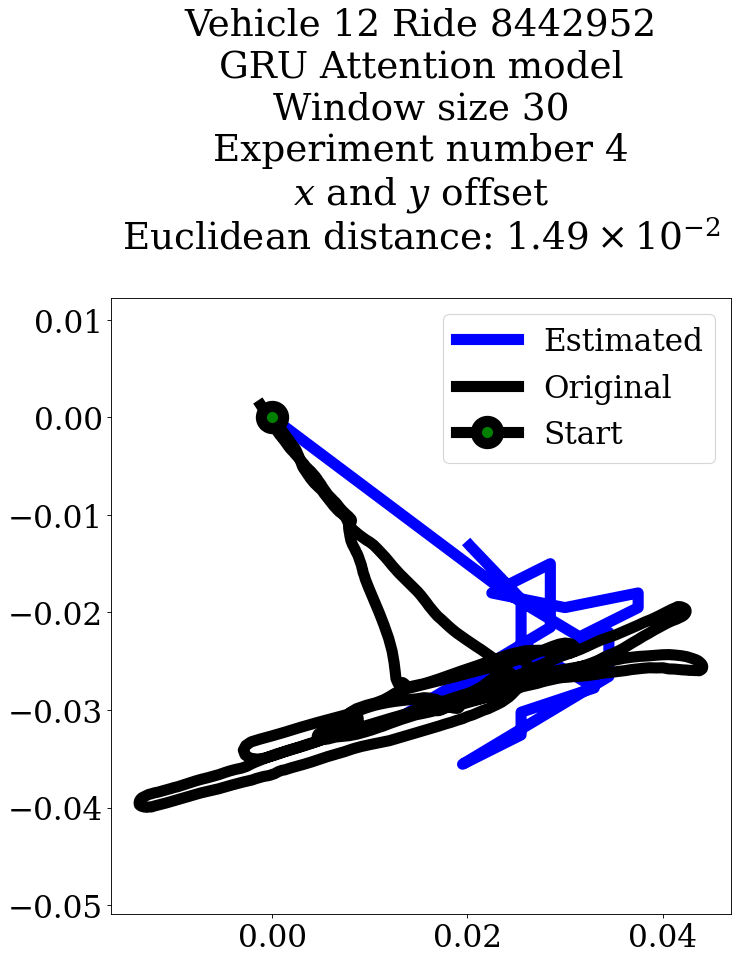 Vehicle 12 Ride 8442952
GRU Attention model
Window size 30
Experiment number 4
x and y offset
Euclidean distance: 1.49 × 10⁻²
Estimated
Original
Start
0.01
0.00
−0.01
−0.02
−0.03
−0.04
−0.05
0.00 0.02 0.04